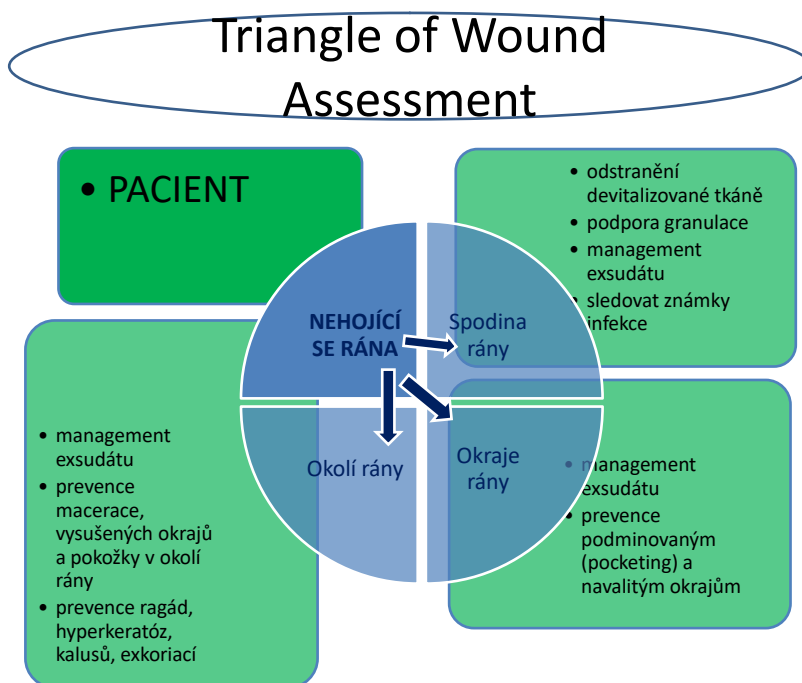 Triangle of Wound
Assessment
• PACIENT
• odstranění
devitalizované tkáně
• podpora granulace
• management
exsudátu
• sledovat známky
infekce
NEHOJÍCÍ
SE RÁNA
Spodina
rány
Okolí rány
Okraje
rány
• management
exsudátu
• prevence
macerace,
vysušených okrajů
a pokožky v okolí
rány
• prevence ragád,
hyperkeratóz,
kalusů, exkoriací
• management
exsudátu
• prevence
podminovaným
(pocketing) a
navalitým okrajům